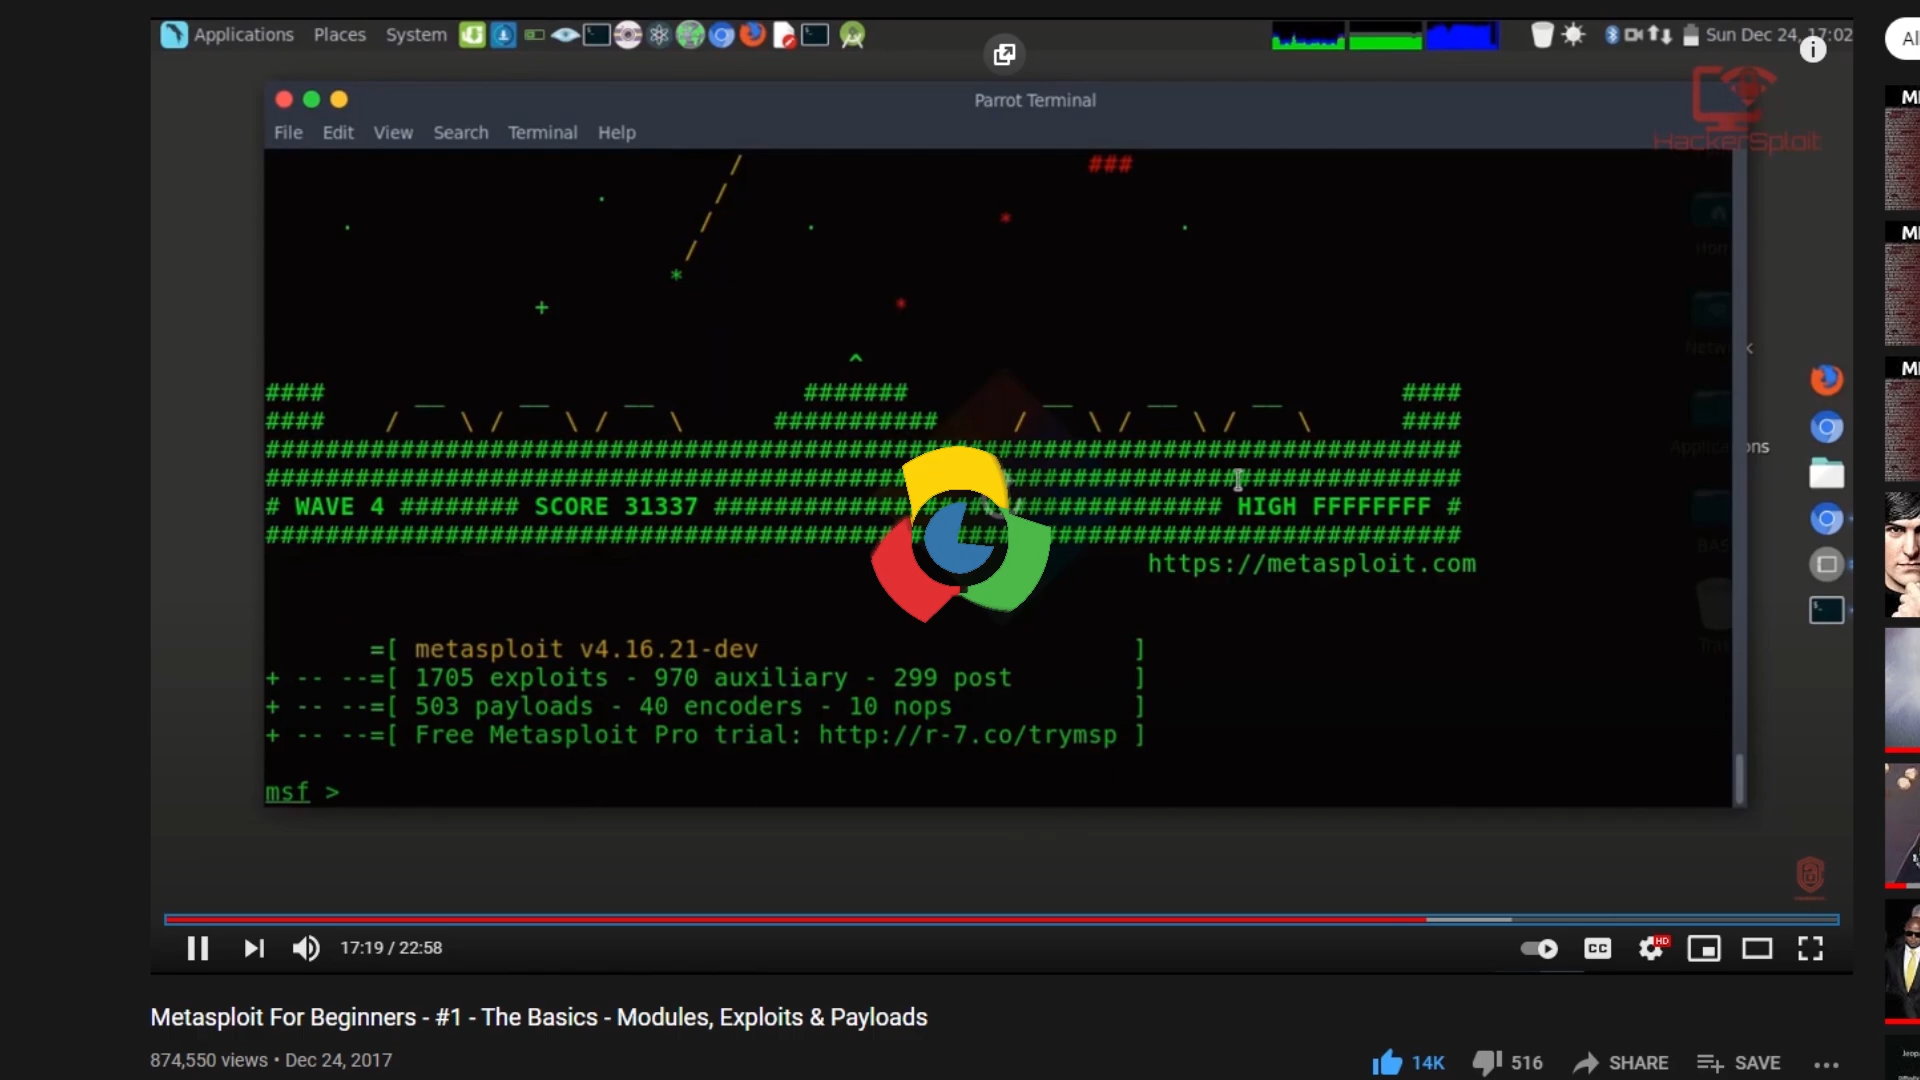 Applications Places System Sun Dec 24, 17:02
Parrot Terminal
HackerSploit
File Edit View Search Terminal Help
/ ###
/
/
/
*
+
^
#### ####### ####
#### / \ / \ / \ ########### / \ / \ / \ ####
################################################################################
################################################################################
# WAVE 4 ######## SCORE 31337 ################################## HIGH FFFFFFFF #
################################################################################
https://metasploit.com
=[ metasploit v4.16.21-dev ]
+ -- --=[ 1705 exploits - 970 auxiliary - 299 post ]
+ -- --=[ 503 payloads - 40 encoders - 10 nops ]
+ -- --=[ Free Metasploit Pro trial: http://r-7.co/trymsp ]
msf >
17:19 / 22:58
CC
HD
Metasploit For Beginners - #1 - The Basics - Modules, Exploits & Payloads
874,550 views • Dec 24, 2017
14K 516 SHARE SAVE